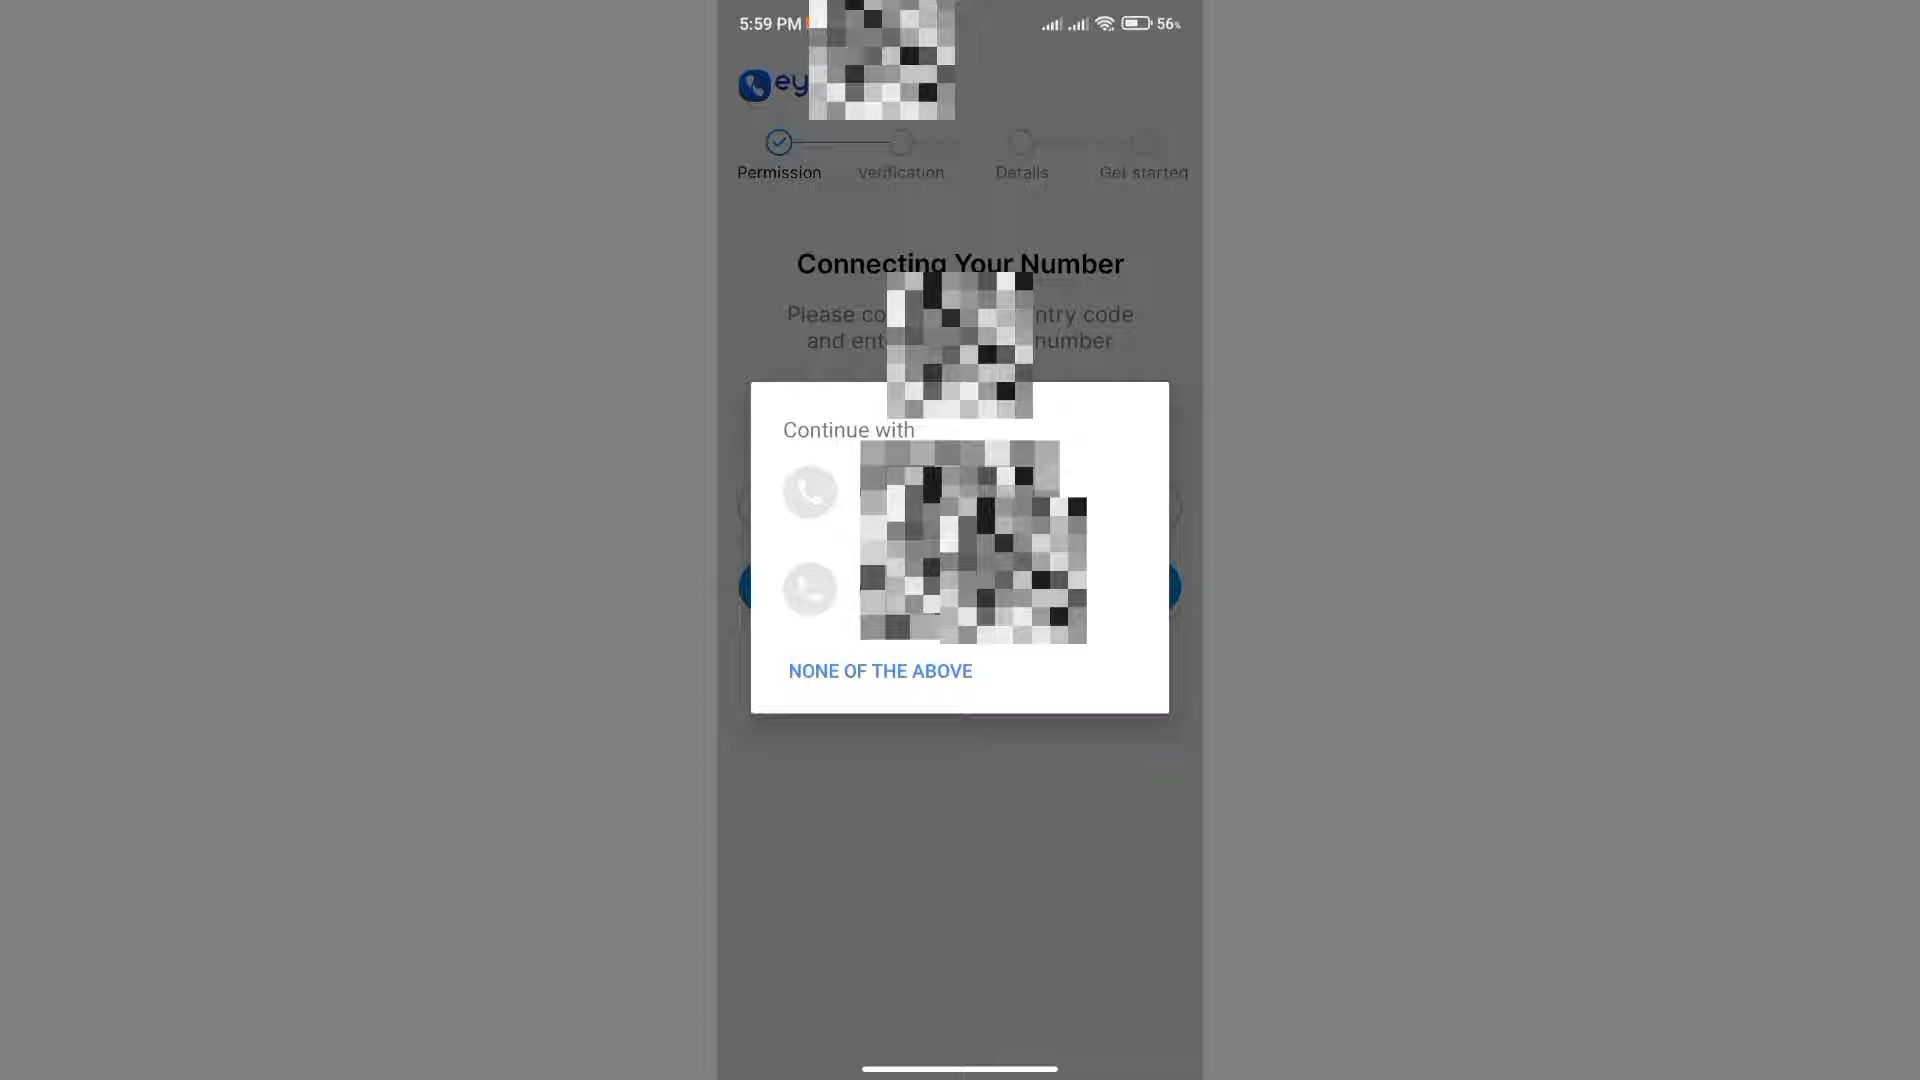 5:59 PM
56%
ey
Permission
Verification
Details
Get started
Connecting Your Number
Please co ntry code
and ent number
Continue with
NONE OF THE ABOVE